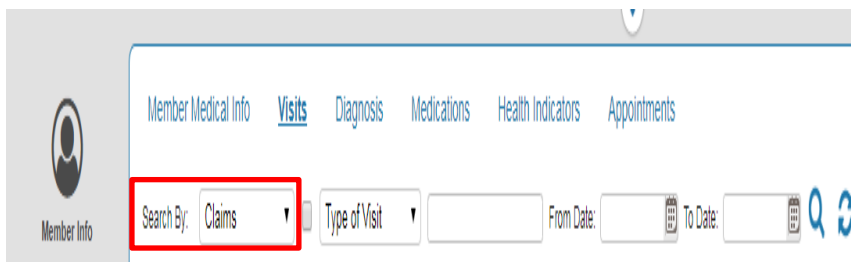 Member Medical Info Visits Diagnosis Medications Health Indicators Appointments
Search By: Claims Type of Visit From Date: To Date:
Member Info